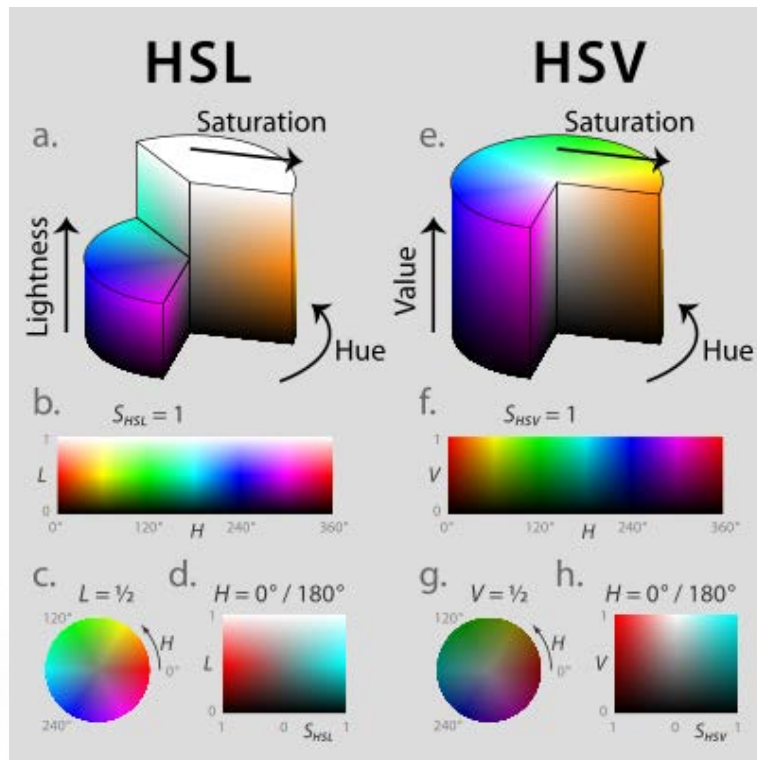 HSL
a.
Saturation
Lightness
Hue
b.
S_HSL = 1
1
L
0
0°
120°
H
240°
360°
c.
L = ½
120°
H
0°
240°
d.
H = 0° / 180°
1
L
0
1
0
S_HSL
1
HSV
e.
Saturation
Value
Hue
f.
S_HSV = 1
1
V
0
0°
120°
H
240°
360°
g.
V = ½
120°
H
0°
240°
h.
H = 0° / 180°
1
V
0
1
0
S_HSV
1